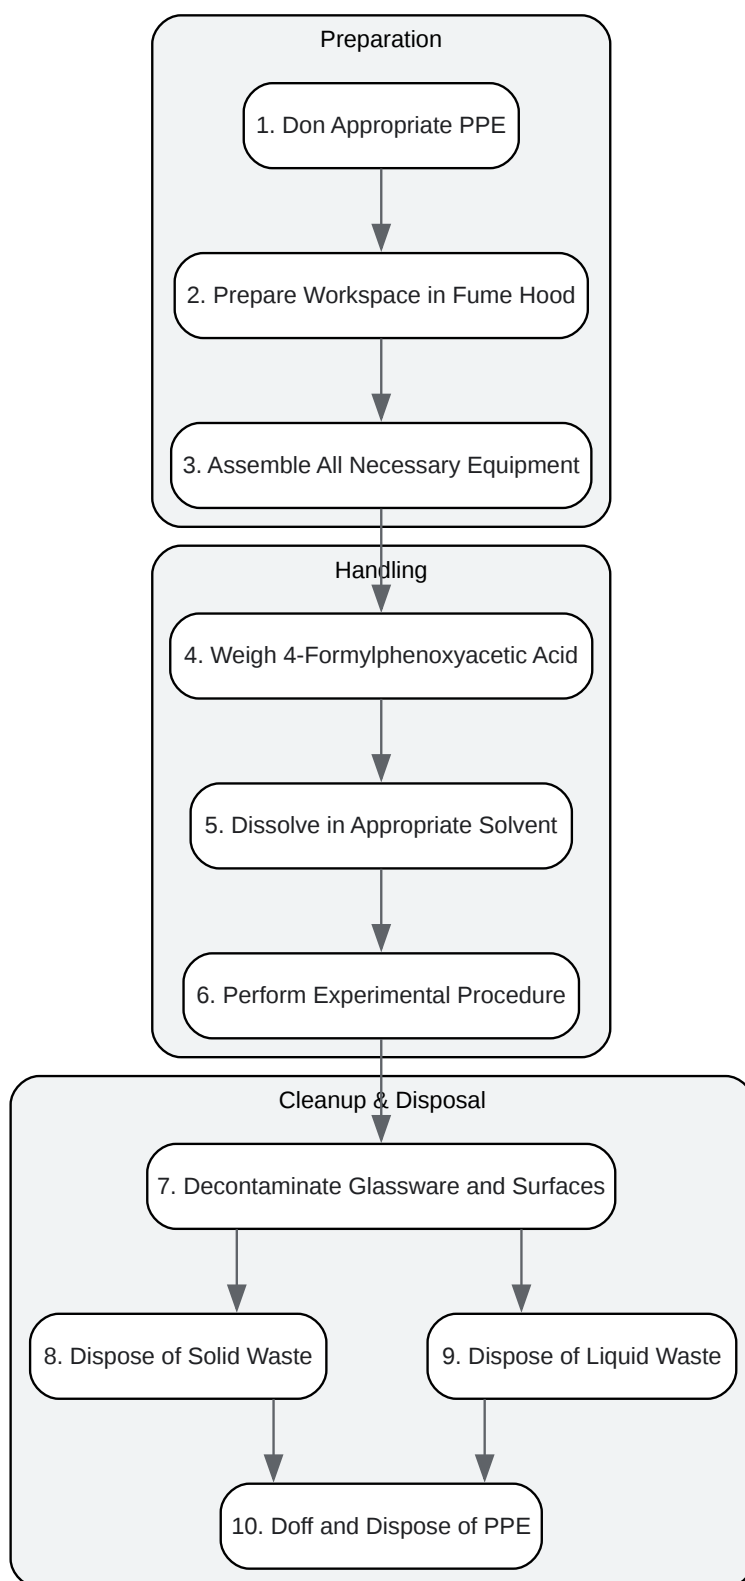 Preparation
1. Don Appropriate PPE
2. Prepare Workspace in Fume Hood
3. Assemble All Necessary Equipment
Handling
4. Weigh 4-Formylphenoxyacetic Acid
5. Dissolve in Appropriate Solvent
6. Perform Experimental Procedure
Cleanup & Disposal
7. Decontaminate Glassware and Surfaces
8. Dispose of Solid Waste
9. Dispose of Liquid Waste
10. Doff and Dispose of PPE